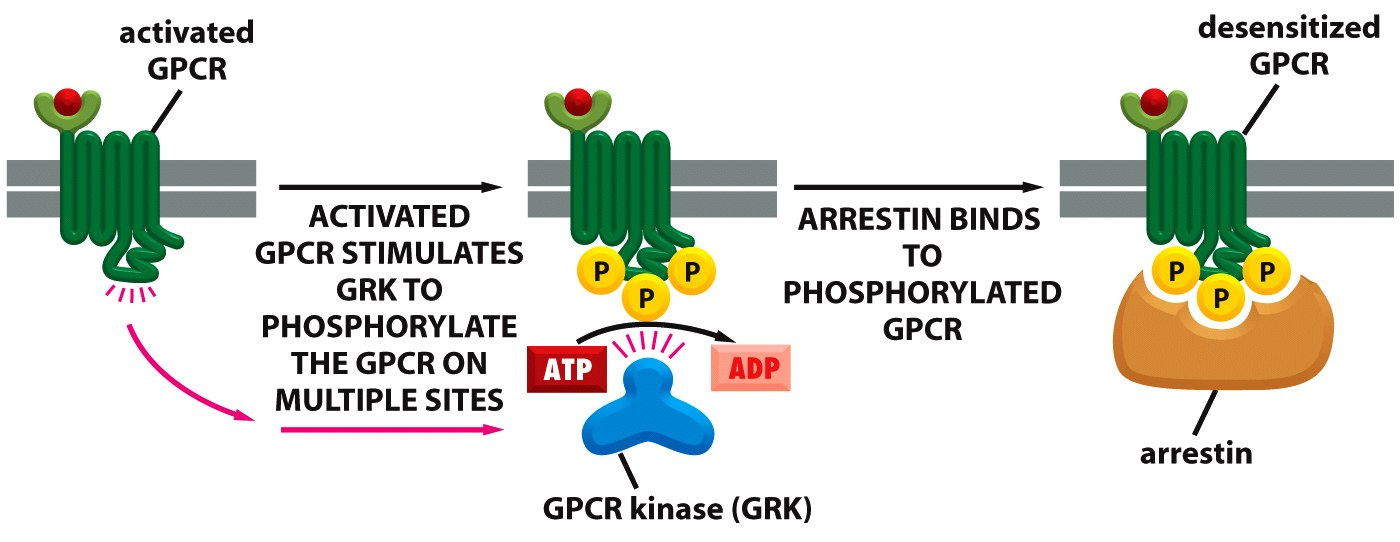 activated
GPCR
ACTIVATED
GPCR STIMULATES
GRK TO
PHOSPHORYLATE
THE GPCR ON
MULTIPLE SITES
P
P
P
ATP
ADP
GPCR kinase (GRK)
ARRESTIN BINDS
TO
PHOSPHORYLATED
GPCR
desensitized
GPCR
P
P
P
arrestin